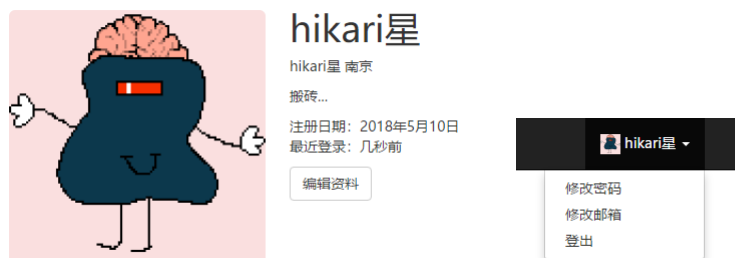 hikari星
hikari星 南京
搬砖...
注册日期：2018年5月10日
最近登录：几秒前
编辑资料
hikari星
修改密码
修改邮箱
登出